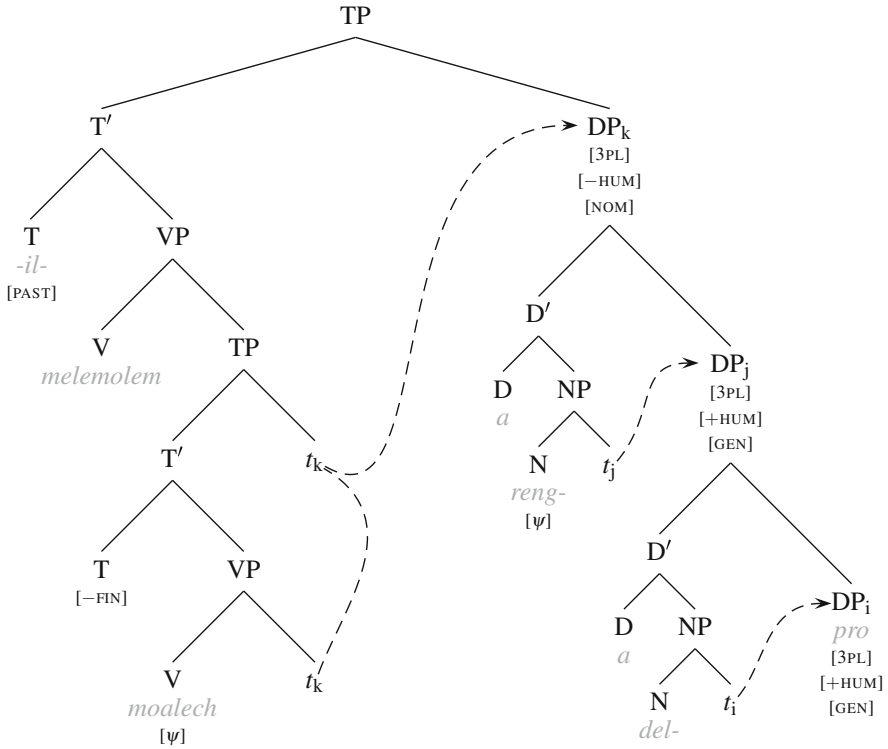 TP
T′ DP_k
[3PL]
[−HUM]
[NOM]
T VP
-il-
[PAST]
D′
V TP DP_j
melemolem [3PL]
D NP [+HUM]
a [GEN]
T′ t_k N t_j
reng-
[ψ]
D′
T VP DP_i
[−FIN] D NP pro
a [3PL]
[+HUM]
V t_k N t_i [GEN]
moalech del-
[ψ]